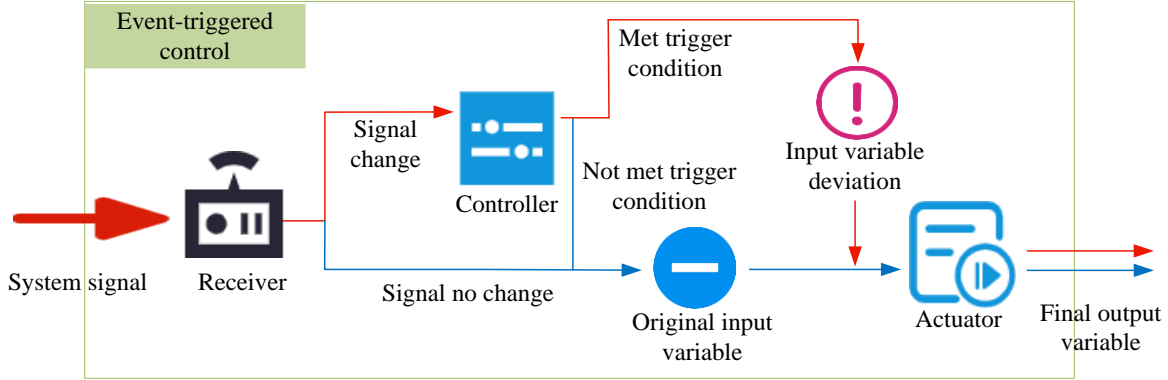 Event-triggered
control
Met trigger
condition
Signal
change
Controller
Not met trigger
condition
Input variable
deviation
System signal
Receiver
Signal no change
Original input
variable
Actuator
Final output
variable